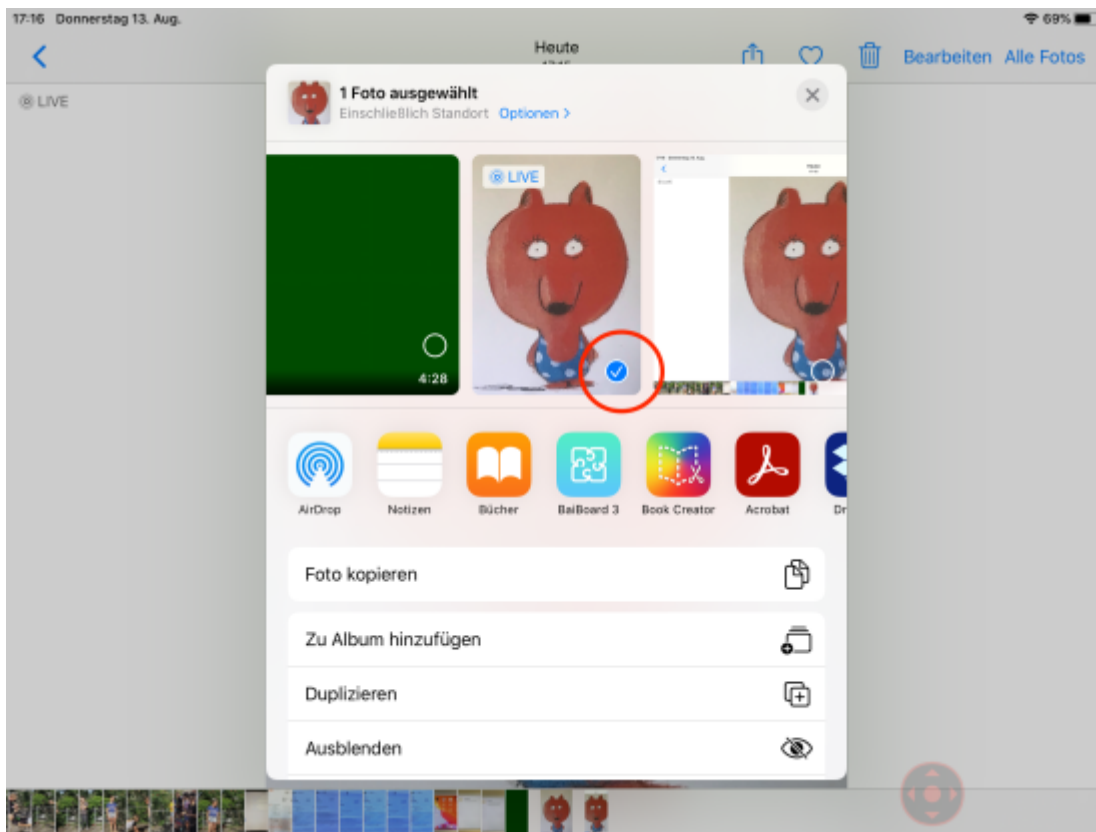 17:16 Donnerstag 13. Aug.
69%
Heute
Bearbeiten Alle Fotos
LIVE
1 Foto ausgewählt
Einschließlich Standort Optionen >
LIVE
4:28
AirDrop Notizen Bücher BaiBoard 3 Book Creator Acrobat Dr
Foto kopieren
Zu Album hinzufügen
Duplizieren
Ausblenden